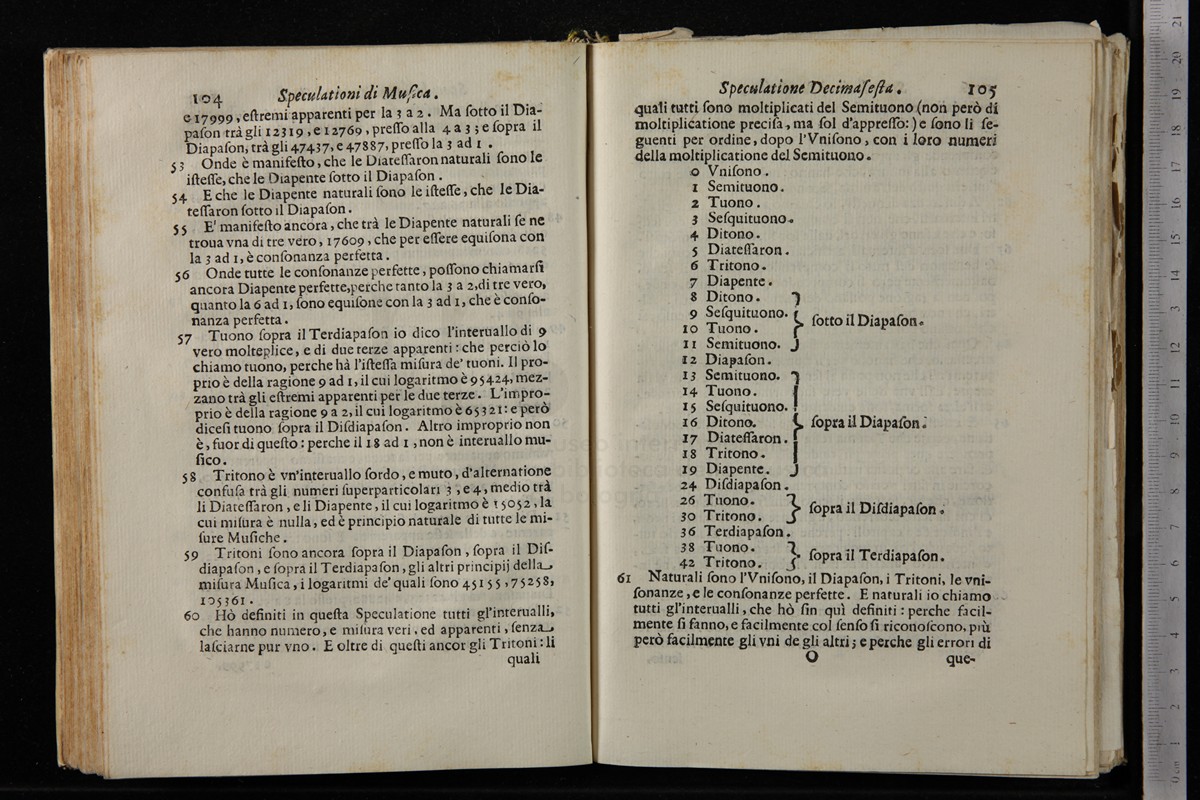 104 Speculationi di Muſica.
e 17999, eſtremi apparenti per la 3 a 2. Ma ſotto il Dia-
paſon trà gli 12319, e 12769, preſſo alla 4 a 3; e ſopra il
Diapaſon, trà gli 47437, e 47887, preſſo la 3 ad 1.
53 Onde è manifeſto, che le Diateſſaron naturali ſono le
iſteſſe, che le Diapente ſotto il Diapaſon.
54 E che le Diapente naturali ſono le iſteſſe, che le Dia-
teſſaron ſotto il Diapaſon.
55 E' manifeſto ancora, che trà le Diapente naturali ſe ne
troua vna di tre vero, 17609, che per eſſere equiſona con
la 3 ad 1, è conſonanza perfetta.
56 Onde tutte le conſonanze perfette, poſſono chiamarſi
ancora Diapente perfette, perche tanto la 3 a 2, di tre vero,
quanto la 6 ad 1, ſono equiſone con la 3 ad 1, che è conſo-
nanza perfetta.
57 Tuono ſopra il Terdiapaſon io dico l'interuallo di 9
vero molteplice, e di due terze apparenti: che perciò lo
chiamo tuono, perche hà l'iſteſſa miſura de' tuoni. Il pro-
prio è della ragione 9 ad 1, il cui logaritmo è 95424, mez-
zano trà gli eſtremi apparenti per le due terze. L'impro-
prio è della ragione 9 a 2, il cui logaritmo è 65321: e però
diceſi tuono ſopra il Diſdiapaſon. Altro improprio non
è, fuor di queſto: perche il 18 ad 1, non è interuallo mu-
ſico.
58 Tritono è vn'interuallo ſordo, e muto, d'alternatione
confuſa trà gli numeri ſuperparticolari 3, e 4, medio trà
li Diateſſaron, e li Diapente, il cui logaritmo è 15052, la
cui miſura è nulla, ed è principio naturale di tutte le mi-
ſure Muſiche.
59 Tritoni ſono ancora ſopra il Diapaſon, ſopra il Diſ-
diapaſon, e ſopra il Terdiapaſon, gli altri principij della
miſura Muſica, i logaritmi de' quali ſono 45155, 75258,
105361.
60 Hò definiti in queſta Speculatione tutti gl'interualli,
che hanno numero, e miſura veri, ed apparenti, ſenza
laſciarne pur vno. E oltre di queſti ancor gli Tritoni: li
quali
Speculatione Decimaſeſta. 105
quali tutti ſono moltiplicati del Semituono (non però di
moltiplicatione preciſa, ma ſol d'appreſſo:) e ſono li ſe-
guenti per ordine, dopo l'Vniſono, con i loro numeri
della moltiplicatione del Semituono.
0 Vniſono.
1 Semituono.
2 Tuono.
3 Seſquituono.
4 Ditono.
5 Diateſſaron.
6 Tritono.
7 Diapente.
8 Ditono.
9 Seſquituono.
10 Tuono.
11 Semituono.
ſotto il Diapaſon.
12 Diapaſon.
13 Semituono.
14 Tuono.
15 Seſquituono.
16 Ditono.
17 Diateſſaron.
18 Tritono.
19 Diapente.
ſopra il Diapaſon.
24 Diſdiapaſon.
26 Tuono.
30 Tritono.
ſopra il Diſdiapaſon.
36 Terdiapaſon.
38 Tuono.
42 Tritono.
ſopra il Terdiapaſon.
61 Naturali ſono l'Vniſono, il Diapaſon, i Tritoni, le vni-
ſonanze, e le conſonanze perfette. E naturali io chiamo
tutti gl'interualli, che hò ſin quì definiti: perche facil-
mente ſi fanno, e facilmente col ſenſo ſi riconoſcono, più
però facilmente gli vni de gli altri; e perche gli errori di
O que-